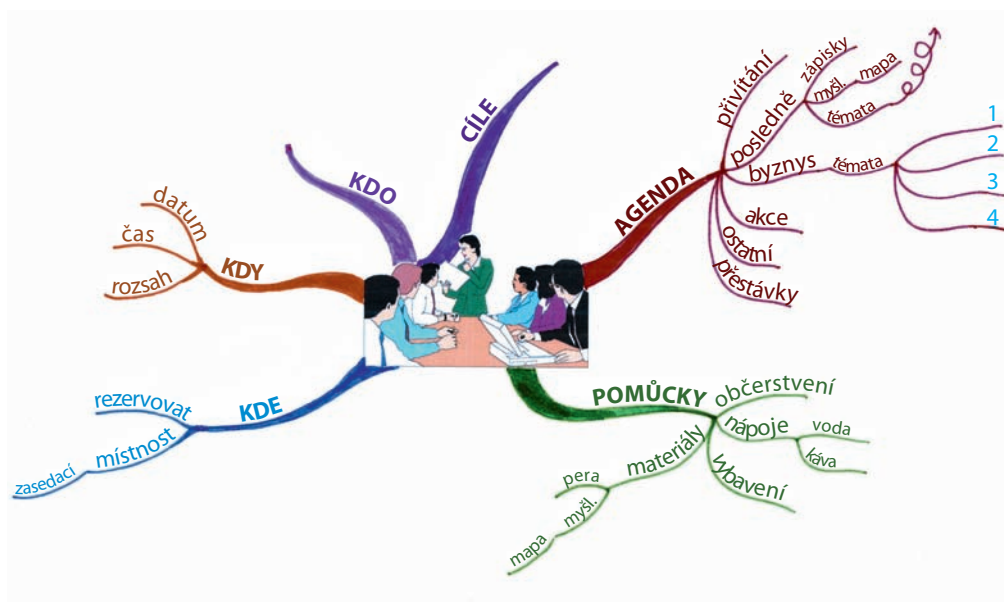 CÍLE
KDO
KDY
datum
čas
rozsah
KDE
rezervovat
místnost
zasedací
AGENDA
přivítání
posledně
zápisky
myšl.
mapa
témata
byznys
témata
1
2
3
4
akce
ostatní
přestávky
POMŮCKY
občerstvení
nápoje
voda
káva
vybavení
materiály
pera
myšl.
mapa